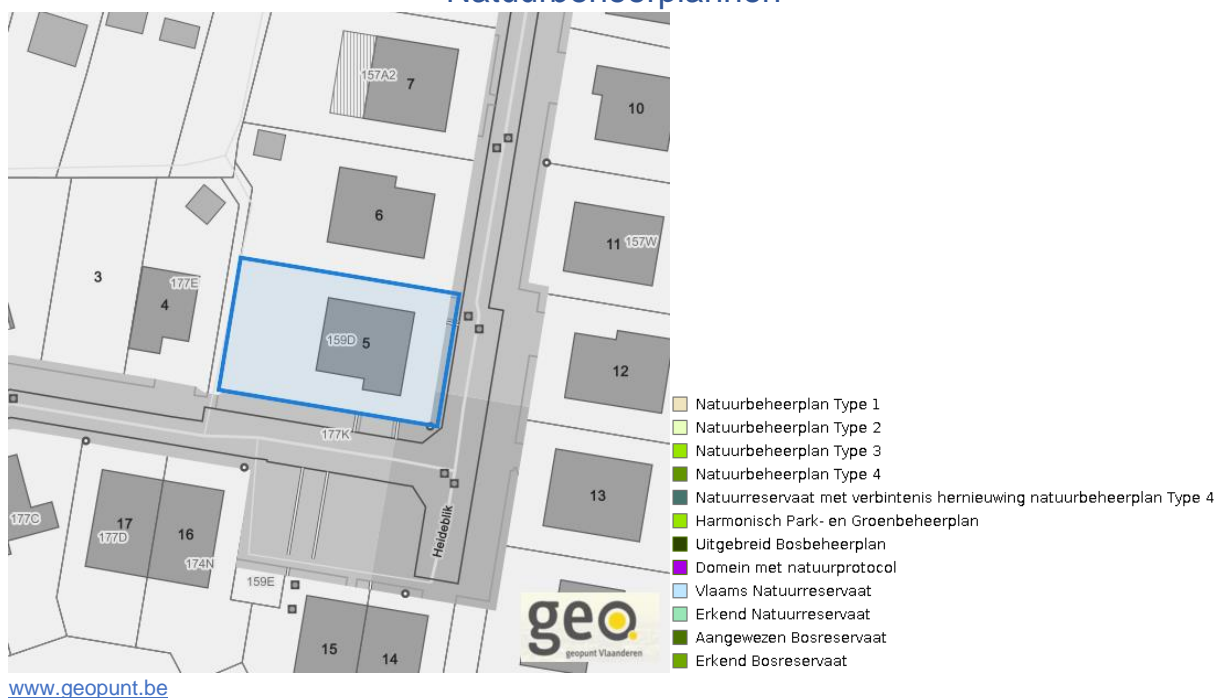 Natuurbeheerplannen
157A2
7
10
6
11 157W
3
177E
4
159D 5
12
177K
13
Heideblik
177C
17
177D
16
174N
159E
15
14
geo
geopunt Vlaanderen
Natuurbeheerplan Type 1
Natuurbeheerplan Type 2
Natuurbeheerplan Type 3
Natuurbeheerplan Type 4
Natuurreservaat met verbintenis hernieuwing natuurbeheerplan Type 4
Harmonisch Park- en Groenbeheerplan
Uitgebreid Bosbeheerplan
Domein met natuurprotocol
Vlaams Natuurreservaat
Erkend Natuurreservaat
Aangewezen Bosreservaat
Erkend Bosreservaat
www.geopunt.be